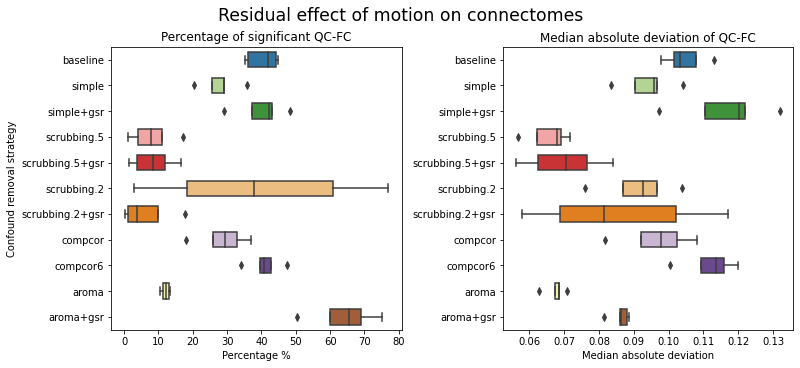 Residual effect of motion on connectomes
Percentage of significant QC-FC
Confound removal strategy
baseline
simple
simple+gsr
scrubbing.5
scrubbing.5+gsr
scrubbing.2
scrubbing.2+gsr
compcor
compcor6
aroma
aroma+gsr
0 10 20 30 40 50 60 70 80
Percentage %
Median absolute deviation of QC-FC
baseline
simple
simple+gsr
scrubbing.5
scrubbing.5+gsr
scrubbing.2
scrubbing.2+gsr
compcor
compcor6
aroma
aroma+gsr
0.06 0.07 0.08 0.09 0.10 0.11 0.12 0.13
Median absolute deviation